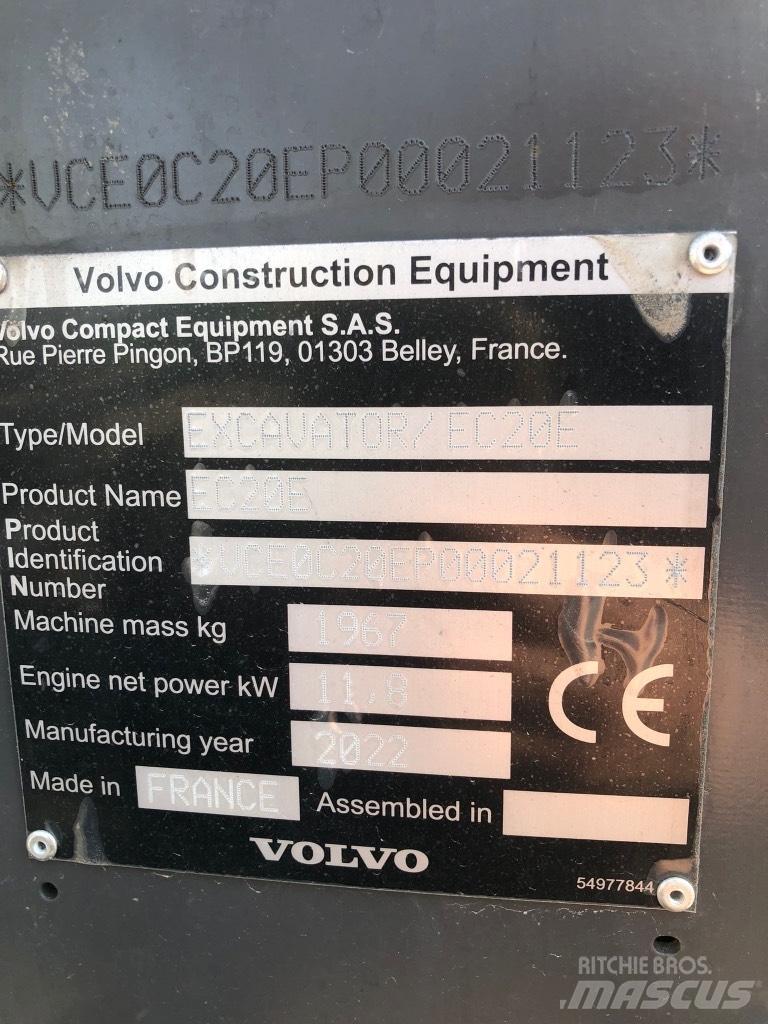 *VCE0C20EP00021123*
Volvo Construction Equipment
Volvo Compact Equipment S.A.S.
Rue Pierre Pingon, BP119, 01303 Belley, France.
Type/Model EXCAVATOR/ EC20E
Product Name EC20E
Product
Identification *VCE0C20EP00021123*
Number
Machine mass kg 1967
Engine net power kW 11,8
CE
Manufacturing year 2022
Made in FRANCE Assembled in
VOLVO
54977844
RITCHIE BROS.
MASCUS